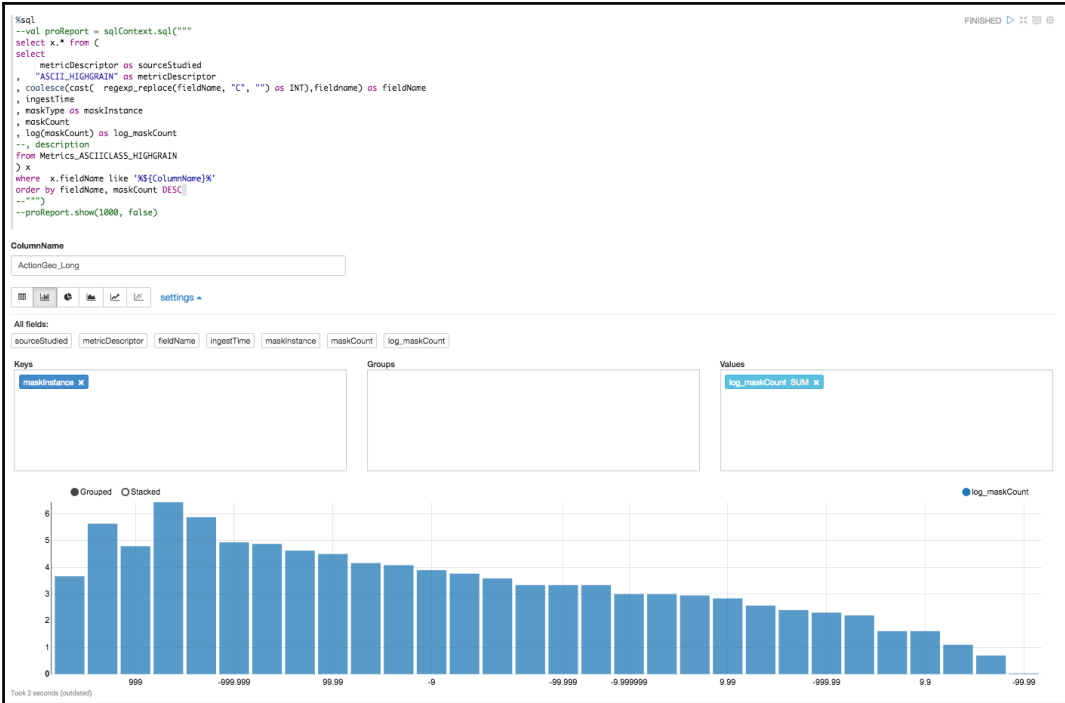 %sql
FINISHED
--val proReport = sqlContext.sql("""
select x.* from (
select
metricDescriptor as sourceStudied
, "ASCII_HIGHGRAIN" as metricDescriptor
, coalesce(cast( regexp_replace(fieldName, "C", "") as INT),fieldname) as fieldName
, ingestTime
, maskType as maskInstance
, maskCount
, log(maskCount) as log_maskCount
--, description
from Metrics_ASCIICLASS_HIGHGRAIN
) x
where x.fieldName like '%${ColumnName}%'
order by fieldName, maskCount DESC
--""")
--proReport.show(1000, false)
ColumnName
ActionGeo_Long
settings
All fields:
sourceStudied metricDescriptor fieldName ingestTime maskInstance maskCount log_maskCount
Keys Groups Values
maskInstance × log_maskCount SUM ×
Grouped Stacked log_maskCount
6
5
4
3
2
1
0
999 -999.999 99.99 -9 -99.999 -9.999999 9.99 -999.99 9.9 -99.99
Took 2 seconds (outdated)